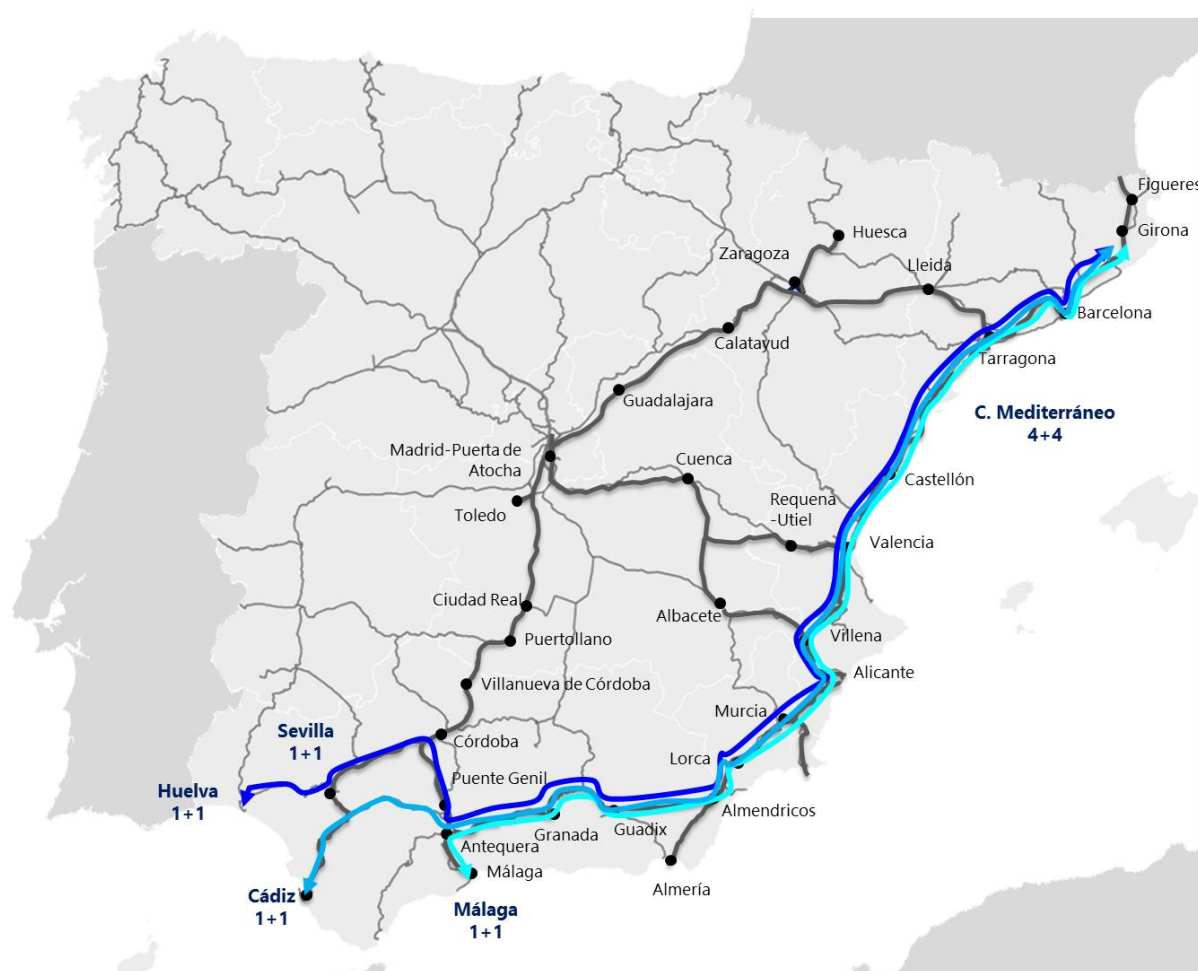 Figueres
Girona
Huesca
Zaragoza
Lleida
Barcelona
Tarragona
Calatayud
Guadalajara
C. Mediterráneo
4+4
Madrid-Puerta de
Atocha
Cuenca
Castellón
Requena
-Utiel
Toledo
Valencia
Ciudad Real
Albacete
Villena
Puertollano
Alicante
Villanueva de Córdoba
Murcia
Sevilla
1+1
Córdoba
Lorca
Puente Genil
Huelva
1+1
Almendricos
Granada
Guadix
Antequera
Málaga
Almería
Cádiz
1+1
Málaga
1+1